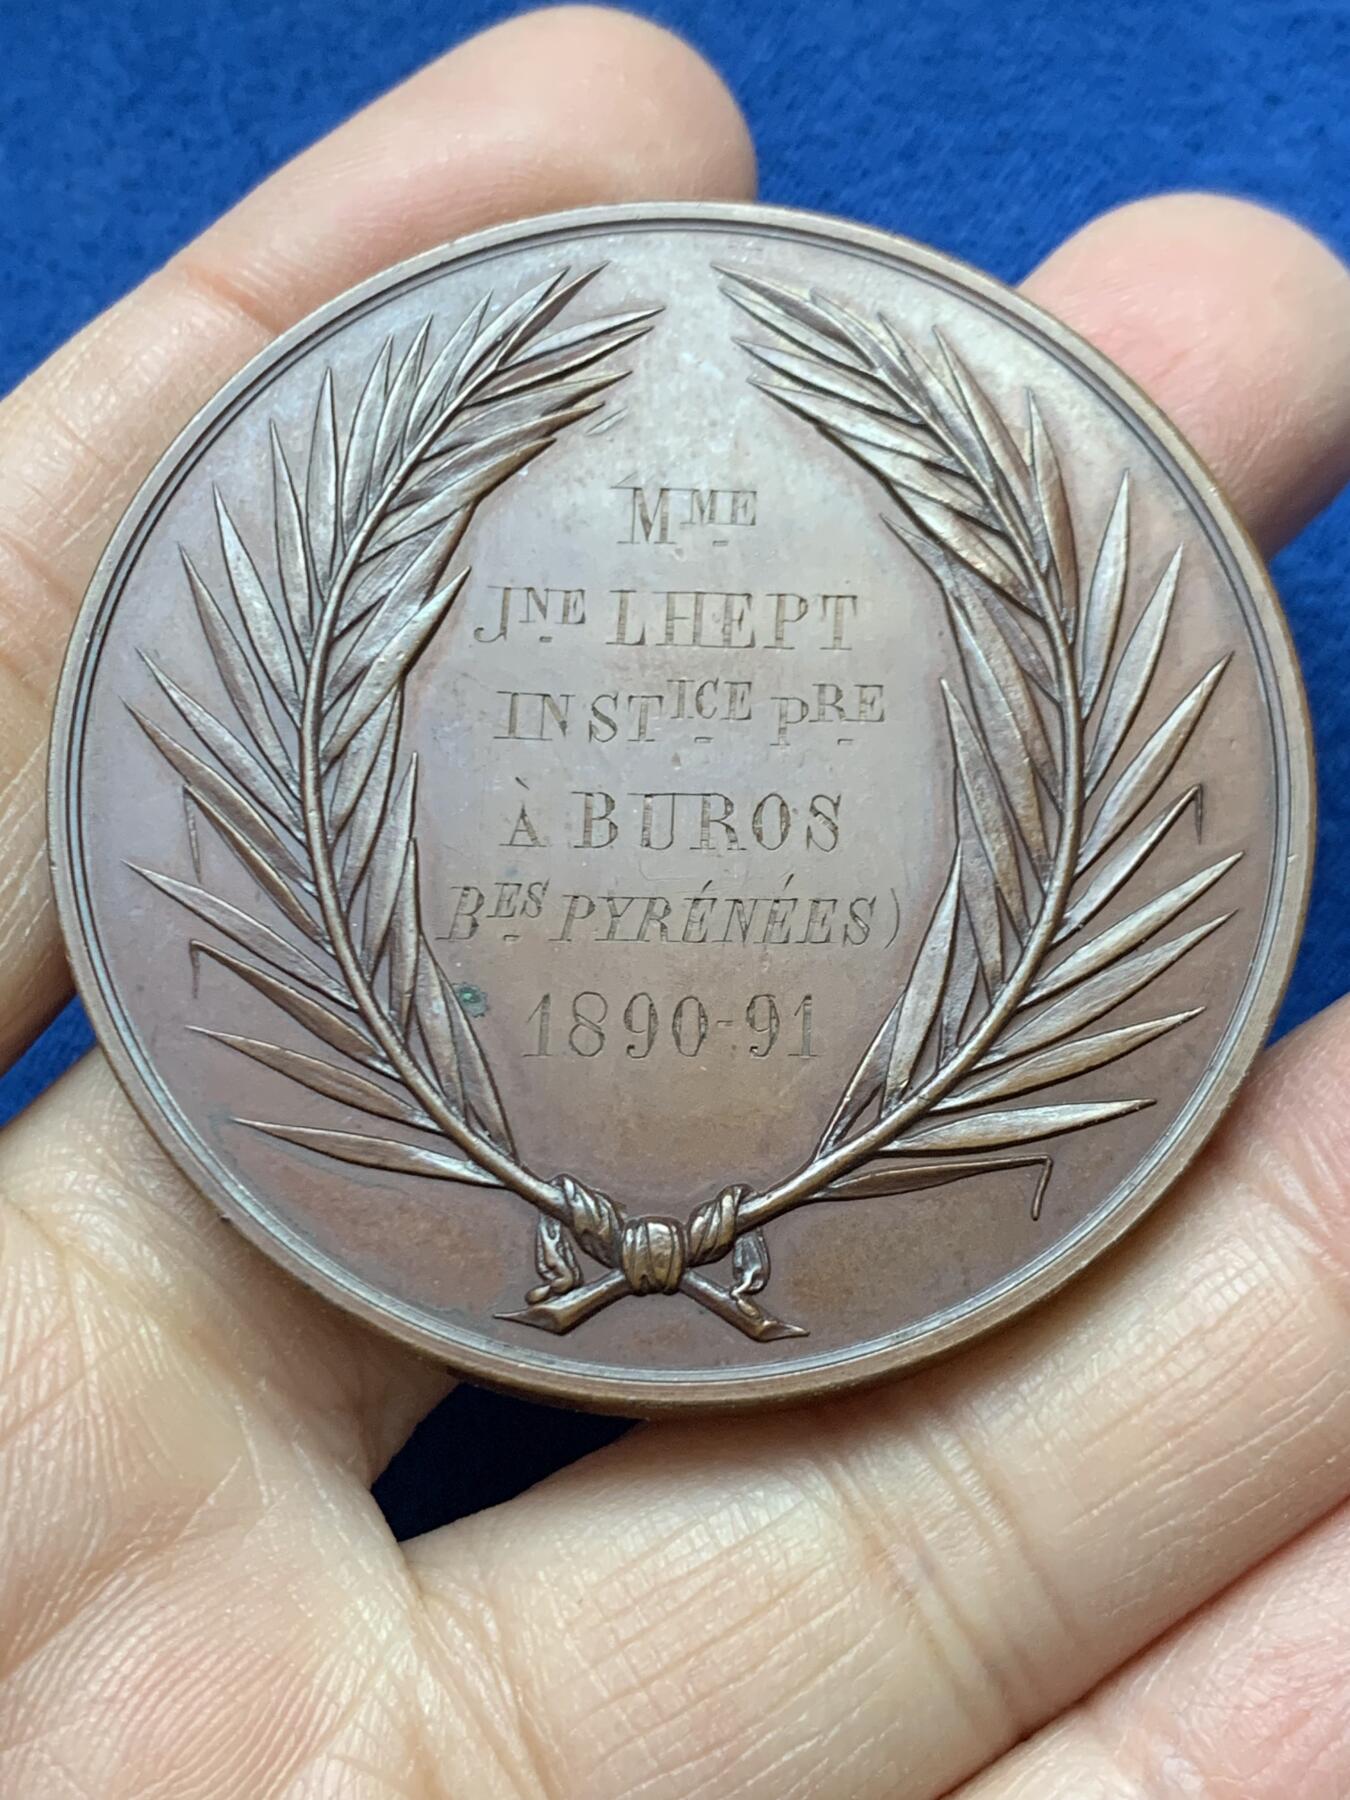 MME
JNE LHEPT
INSTICE PRE
À BUROS
BES PYRÉNÉES)
1890-91